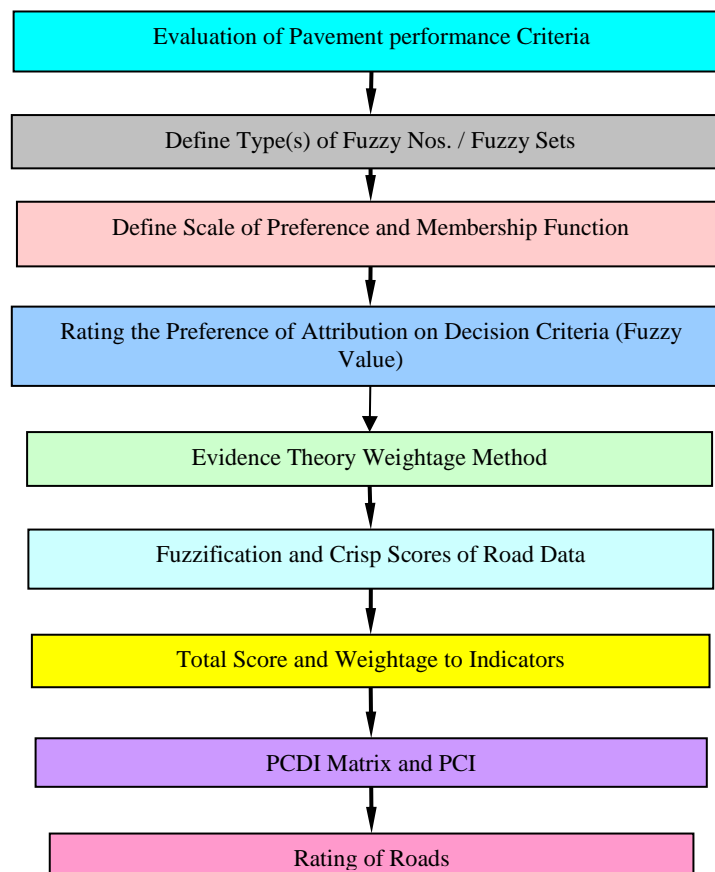 Evaluation of Pavement performance Criteria
Define Type(s) of Fuzzy Nos. / Fuzzy Sets
Define Scale of Preference and Membership Function
Rating the Preference of Attribution on Decision Criteria (Fuzzy
Value)
Evidence Theory Weightage Method
Fuzzification and Crisp Scores of Road Data
Total Score and Weightage to Indicators
PCDI Matrix and PCI
Rating of Roads